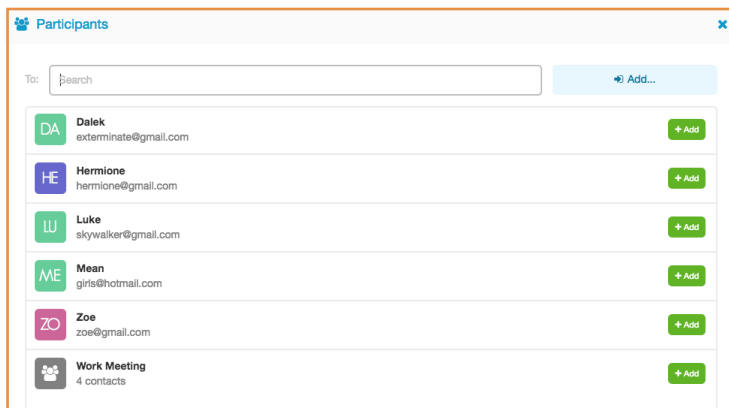 Participants
To: Search Add...
DA Dalek
exterminate@gmail.com
+ Add
HE Hermione
hermione@gmail.com
+ Add
LU Luke
skywalker@gmail.com
+ Add
ME Mean
girls@hotmail.com
+ Add
ZO Zoe
zoe@gmail.com
+ Add
Work Meeting
4 contacts
+ Add